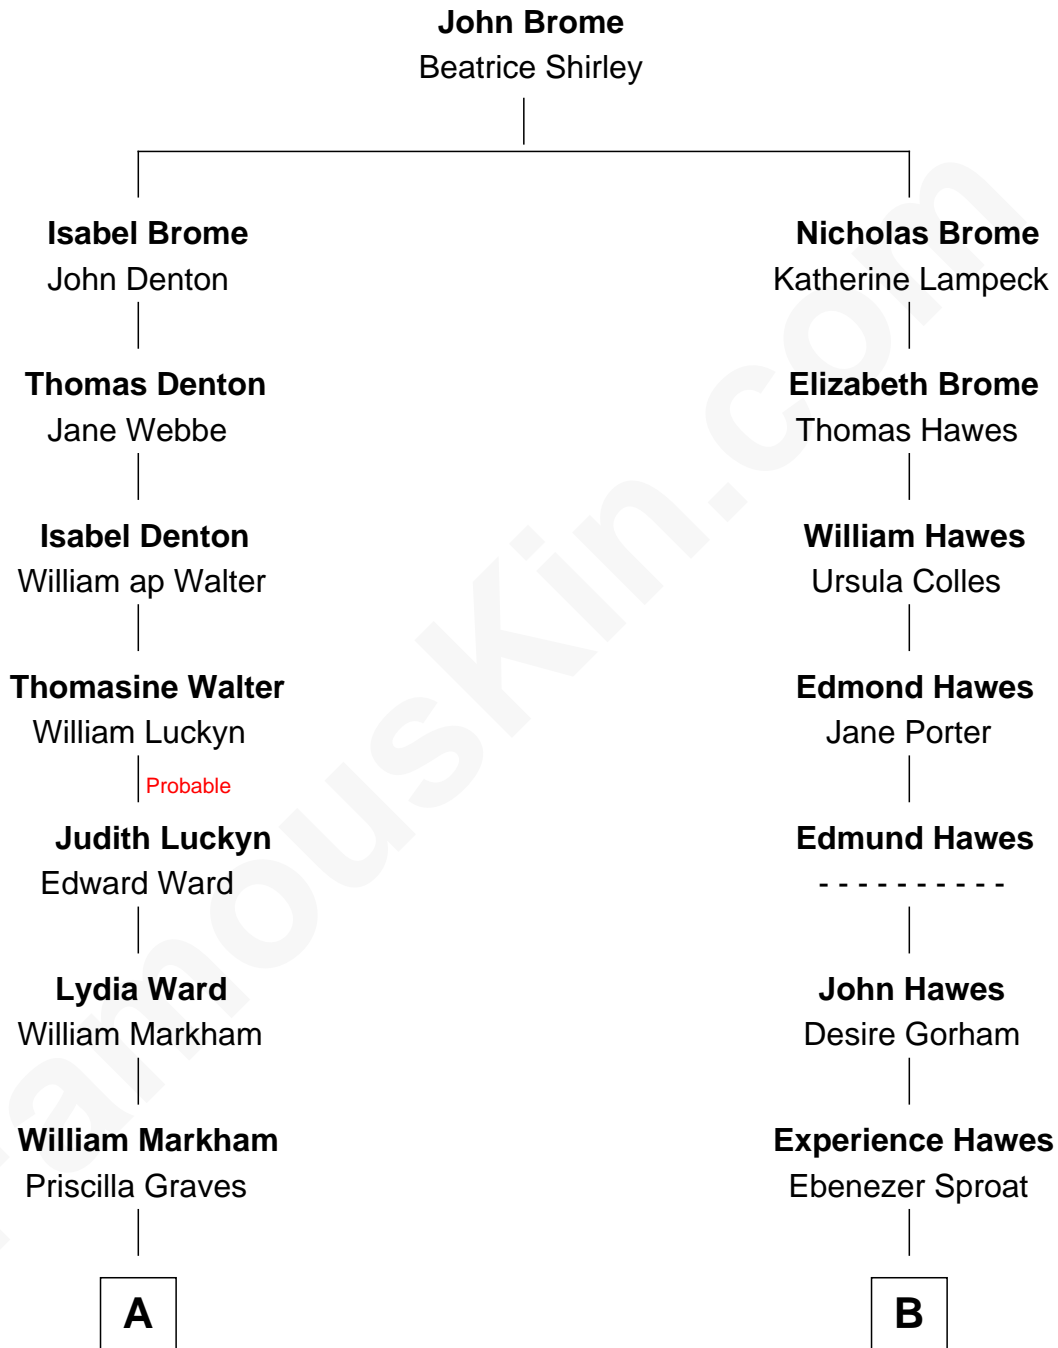 John Brome
Beatrice Shirley
Isabel Brome
John Denton
Thomas Denton
Jane Webbe
Isabel Denton
William ap Walter
Thomasine Walter
William Luckyn
Probable
Judith Luckyn
Edward Ward
Lydia Ward
William Markham
William Markham
Priscilla Graves
A
Nicholas Brome
Katherine Lampeck
Elizabeth Brome
Thomas Hawes
William Hawes
Ursula Colles
Edmond Hawes
Jane Porter
Edmund Hawes
- - - - - - - - - -
John Hawes
Desire Gorham
Experience Hawes
Ebenezer Sproat
B
FamousKin.com